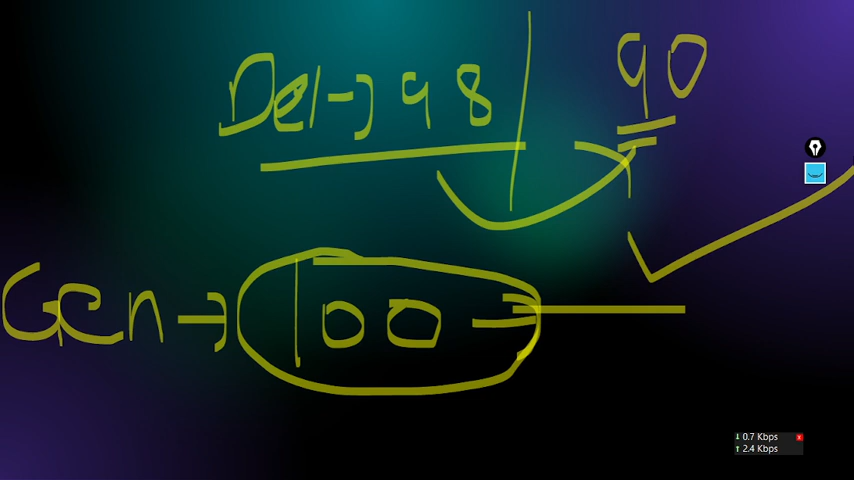 Del→ 98 | 90
Gen→ 100 →
↓ 0.7 Kbps x
↑ 2.4 Kbps